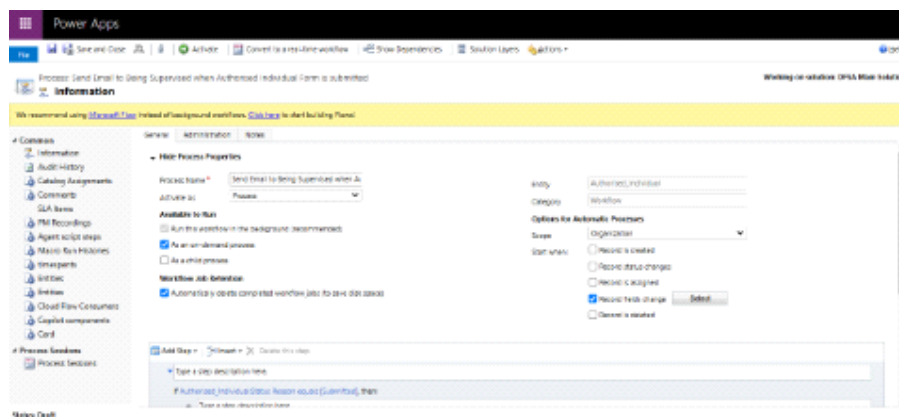 Power Apps
File
Save and Close
Activate
Convert to a real-time workflow
Show Dependencies
Solution Layers
Actions
Process: Send Email to Being Supervised when Authorised Individual Form is submitted
Information
Working on solution: DFSA Main Soluti
We recommend using Microsoft Flow instead of background workflows. Click here to start building Flows!
Common
Information
Audit History
Catalog Assignments
Comments
SLA Items
PM Recordings
Agent script steps
Macro Run Histories
timespents
Entities
Entities
Cloud Flow Consumers
Copilot components
Card
Process Sessions
Process Sessions
General
Administration
Notes
Hide Process Properties
Process Name *
Send Email to Being Supervised when Au
Activate As
Process
Available to Run
Run this workflow in the background (recommended)
As an on-demand process
As a child process
Workflow Job Retention
Automatically delete completed workflow jobs (to save disk space)
Entity
Authorised_Individual
Category
Workflow
Options for Automatic Processes
Scope
Organization
Start when:
Record is created
Record status changes
Record is assigned
Record fields change
Select
Record is deleted
Add Step
Insert
Delete this step
Type a step description here.
If Authorised_Individual:Status Reason equals [Submitted], then:
Type a step description here.
Status: Draft